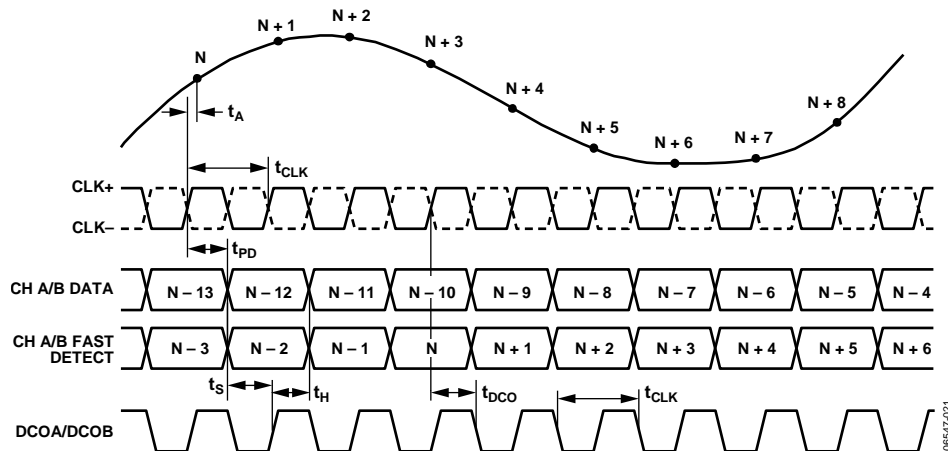 N
N + 1
N + 2
N + 3
N + 4
N + 5
N + 6
N + 7
N + 8
tA
tCLK
CLK+
CLK–
tPD
CH A/B DATA
N – 13 N – 12 N – 11 N – 10 N – 9 N – 8 N – 7 N – 6 N – 5 N – 4
CH A/B FAST
DETECT
N – 3 N – 2 N – 1 N N + 1 N + 2 N + 3 N + 4 N + 5 N + 6
tS
tH
tDCO
tCLK
DCOA/DCOB
06547-021